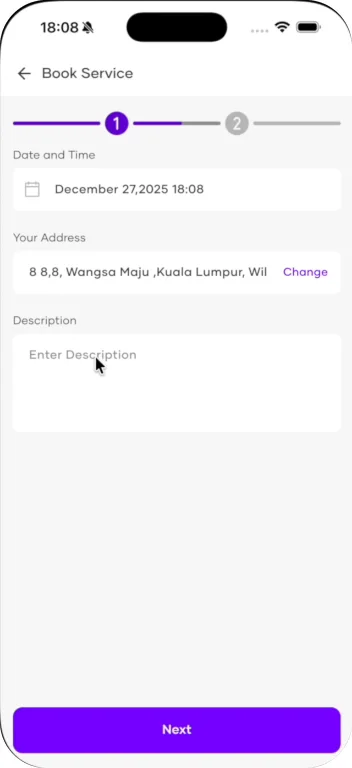 18:08
Book Service
1 2
Date and Time
December 27,2025 18:08
Your Address
8 8,8, Wangsa Maju ,Kuala Lumpur, Wil Change
Description
Enter Description
Next